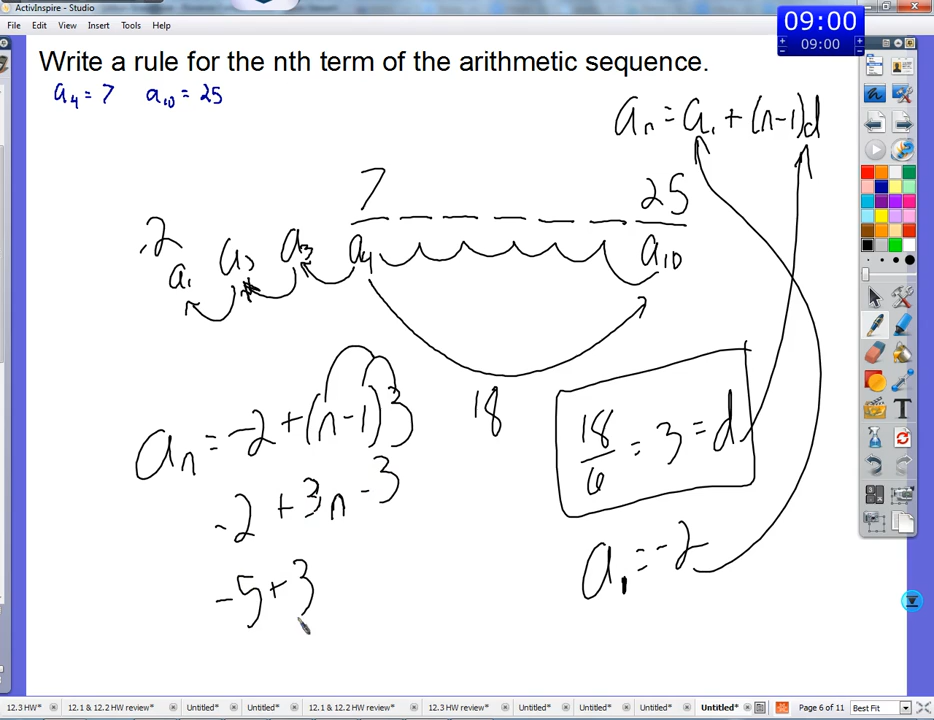 ActivInspire - Studio
File Edit View Insert Tools Help
09:00
09:00
Write a rule for the nth term of the arithmetic sequence.
a₄ = 7 a₁₀ = 25
aₙ = a₁ + (n-1)d
7 25
-2
a₁ a₂ a₃ a₄ a₁₀
18
18/6 = 3 = d
aₙ = -2 + (n-1)3
-2 + 3n - 3
a₁ = -2
-5 + 3
12.3 HW* 12.1 & 12.2 HW review* Untitled* Untitled* 12.1 & 12.2 HW review* 12.3 HW* Untitled* Untitled* Untitled* Untitled* Page 6 of 11 Best Fit